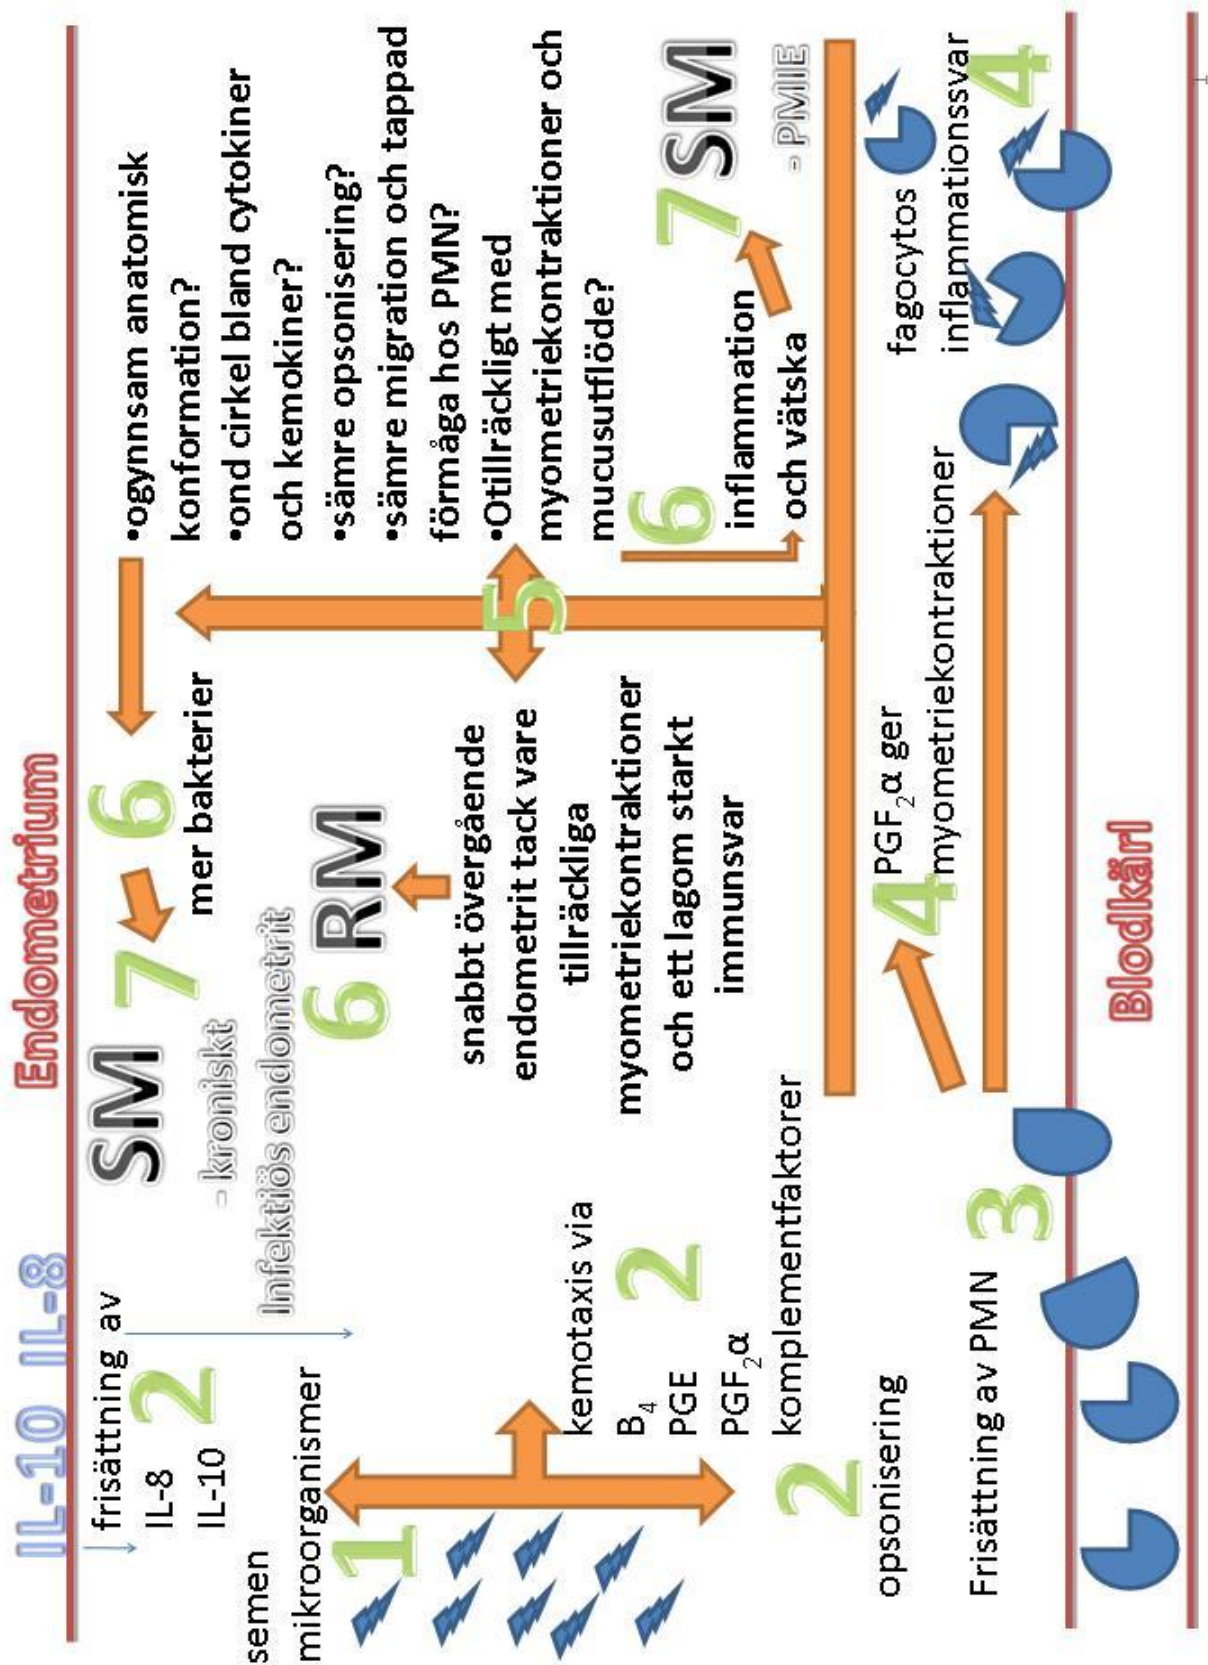 Endometrium
IL-10 IL-8
frisättning av
IL-8
IL-10
2
semen
mikroorganismer
1
kemotaxis via
B₄
PGE
PGF₂α
komplementfaktorer
2
2
opsonisering
Frisättning av PMN
3
SM 7
- kroniskt
Infektiös endometrit
6
mer bakterier
6 RM
snabbt övergående
endometrit tack vare
tillräckliga
myometriekontraktioner
och ett lagom starkt
immunsvar
5
•ogynnsam anatomisk
konformation?
•ond cirkel bland cytokiner
och kemokiner?
•sämre opsonisering?
•sämre migration och tappad
förmåga hos PMN?
•Otillräckligt med
myometriekontraktioner och
mucusutflöde?
6
inflammation
och vätska
7 SM
- PMIE
4
PGF₂α ger
myometriekontraktioner
fagocytos
inflammationssvar
4
Blodkärl
1